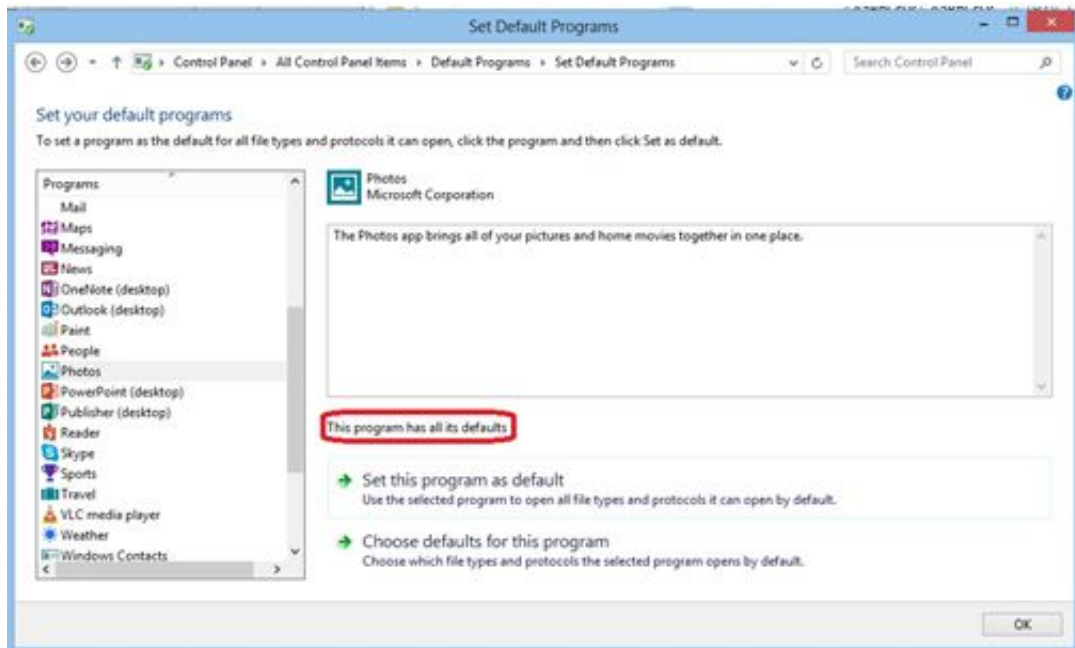 Set Default Programs
Control Panel › All Control Panel Items › Default Programs › Set Default Programs
Search Control Panel
Set your default programs
To set a program as the default for all file types and protocols it can open, click the program and then click Set as default.
Programs
Mail
Maps
Messaging
News
OneNote (desktop)
Outlook (desktop)
Paint
People
Photos
PowerPoint (desktop)
Publisher (desktop)
Reader
Skype
Sports
Travel
VLC media player
Weather
Windows Contacts
Photos
Microsoft Corporation
The Photos app brings all of your pictures and home movies together in one place.
This program has all its defaults
Set this program as default
Use the selected program to open all file types and protocols it can open by default.
Choose defaults for this program
Choose which file types and protocols the selected program opens by default.
OK